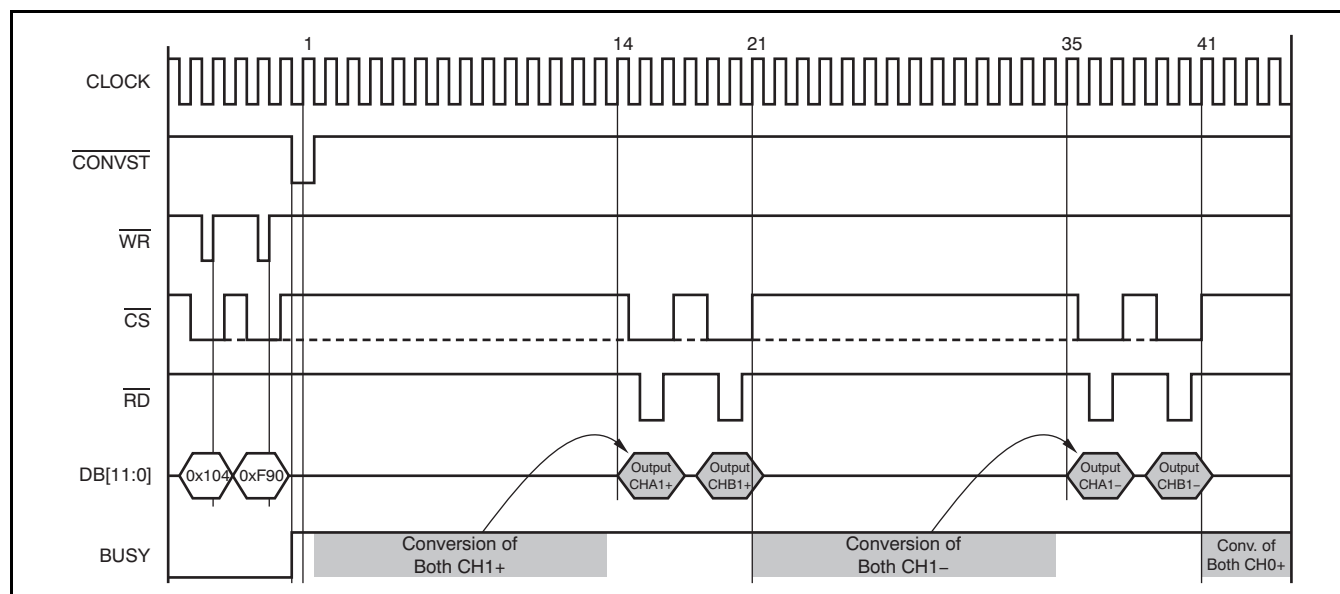 1 14 21 35 41
CLOCK
CONVST
WR
CS
RD
DB[11:0]
0x104
0xF90
Output
CHA1+
Output
CHB1+
Output
CHA1−
Output
CHB1−
BUSY
Conversion of
Both CH1+
Conversion of
Both CH1−
Conv. of
Both CH0+